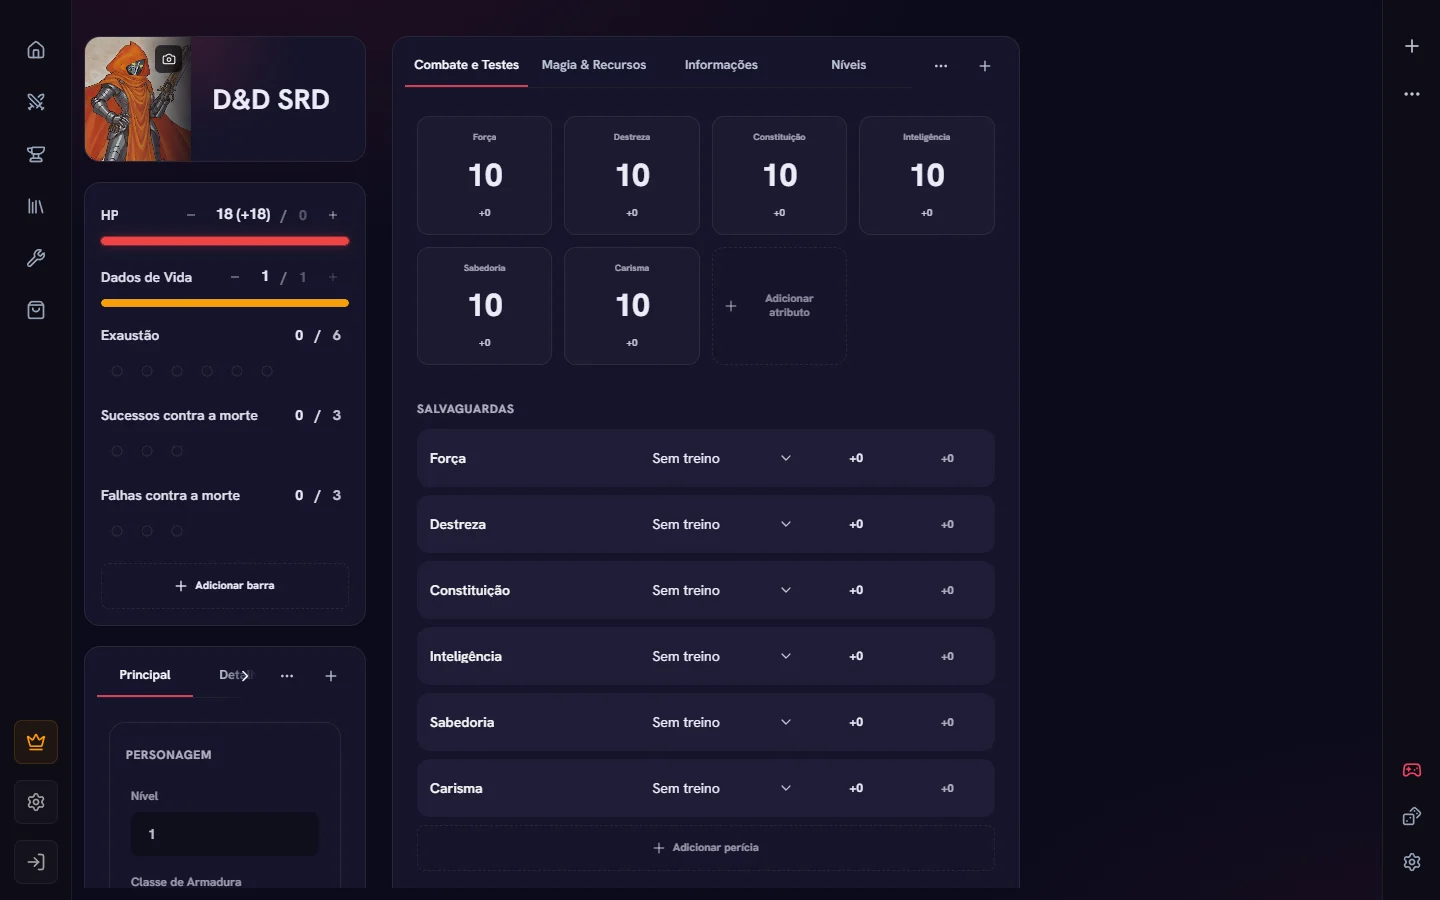 D&D SRD
HP − 18 (+18) / 0 +
Dados de Vida − 1 / 1 +
Exaustão 0 / 6
Sucessos contra a morte 0 / 3
Falhas contra a morte 0 / 3
+ Adicionar barra
Principal ··· +
PERSONAGEM
Nível
1
Classe de Armadura
Combate e Testes Magia & Recursos Informações Níveis ··· +
Força Destreza Constituição Inteligência
10 10 10 10
+0 +0 +0 +0
Sabedoria Carisma
10 10
+0 +0
+ Adicionar
atributo
SALVAGUARDAS
Força Sem treino +0 +0
Destreza Sem treino +0 +0
Constituição Sem treino +0 +0
Inteligência Sem treino +0 +0
Sabedoria Sem treino +0 +0
Carisma Sem treino +0 +0
+ Adicionar perícia